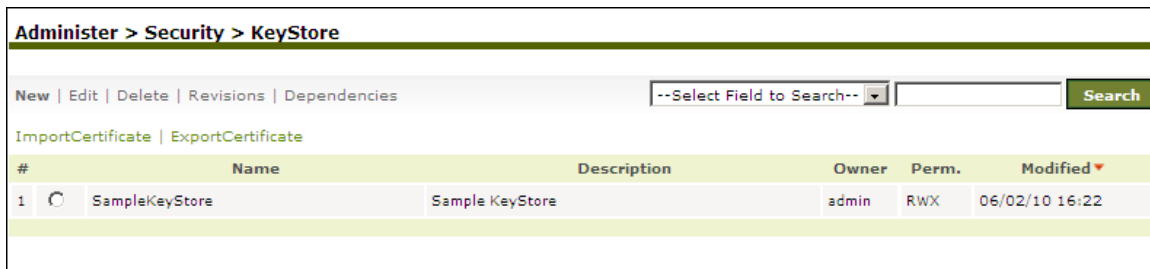 Administer > Security > KeyStore
New | Edit | Delete | Revisions | Dependencies --Select Field to Search-- Search
ImportCertificate | ExportCertificate
# Name Description Owner Perm. Modified
1 SampleKeyStore Sample KeyStore admin RWX 06/02/10 16:22